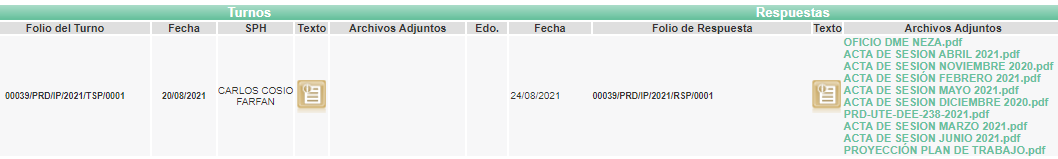 Turnos Respuestas
Folio del Turno Fecha SPH Texto Archivos Adjuntos Edo. Fecha Folio de Respuesta Texto Archivos Adjuntos
00039/PRD/IP/2021/TSP/0001 20/08/2021 CARLOS COSIO FARFAN 24/08/2021 00039/PRD/IP/2021/RSP/0001
OFICIO DME NEZA.pdf
ACTA DE SESION ABRIL 2021.pdf
ACTA DE SESION NOVIEMBRE 2020.pdf
ACTA DE SESIÓN FEBRERO 2021.pdf
ACTA DE SESION MAYO 2021.pdf
ACTA DE SESION DICIEMBRE 2020.pdf
PRD-UTE-DEE-238-2021.pdf
ACTA DE SESION MARZO 2021.pdf
ACTA DE SESION JUNIO 2021.pdf
PROYECCIÓN PLAN DE TRABAJO.pdf